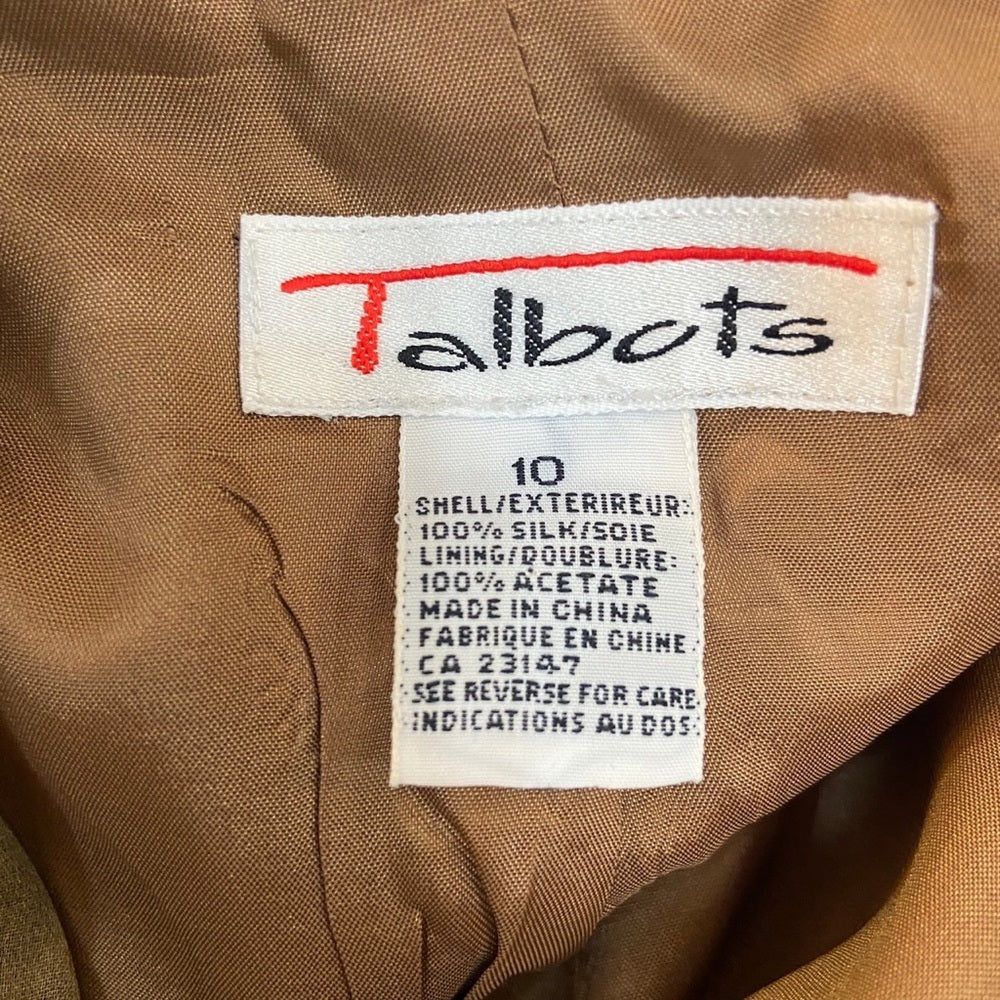 Talbots
10
SHELL/EXTERIREUR:
100% SILK/SOIE
LINING/DOUBLURE:
100% ACETATE
MADE IN CHINA
FABRIQUE EN CHINE
CA 23147
SEE REVERSE FOR CARE
INDICATIONS AU DOS